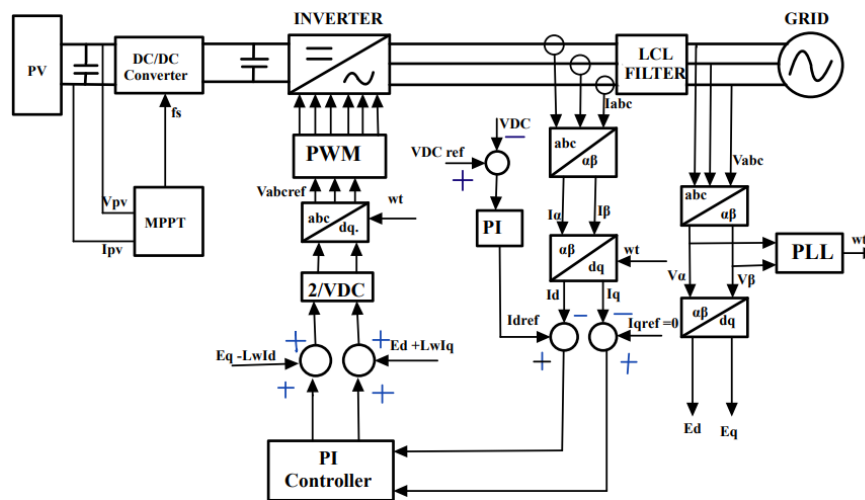 INVERTER
GRID
PV
DC/DC
Converter
LCL
FILTER
fs
Iabc
VDC
VDC ref
PWM
abc
αβ
Vabc
Vabcref
abc
dq.
wt
Vpv
MPPT
Ipv
PI
Iα
Iβ
abc
αβ
αβ
dq
wt
PLL
wt
Vα
Vβ
2/VDC
Id
Iq
αβ
dq
Idref
Iqref =0
Eq -LwId
Ed +LwIq
Ed
Eq
PI
Controller